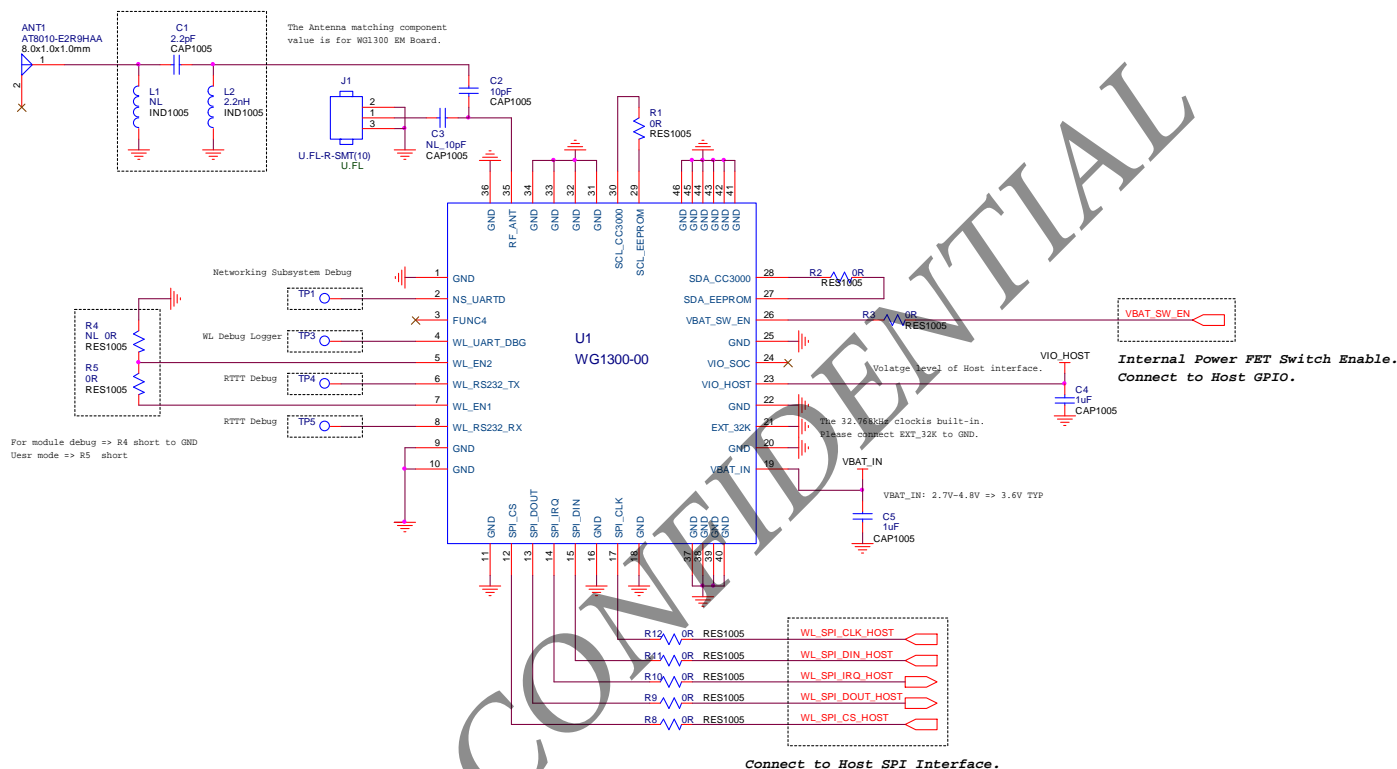 ANT1
AT8010-E2R9HAA
8.0x1.0x1.0mm
1
2
C1
2.2pF
CAP1005
L1
NL
IND1005
L2
2.2nH
IND1005
The Antenna matching component
value is for WG1300 EM Board.
J1
2
1
3
U.FL-R-SMT(10)
U.FL
C2
10pF
CAP1005
C3
NL_10pF
CAP1005
R1
0R
RES1005
36
35
34
33
32
31
30
29
46
45
44
43
42
41
GND
RF_ANT
GND
GND
GND
GND
SCL_CC3000
SCL_EEPROM
GND
GND
GND
GND
GND
GND
Networking Subsystem Debug
TP1
WL Debug Logger
TP3
RTTT Debug
TP4
RTTT Debug
TP5
R4
NL 0R
RES1005
R5
0R
RES1005
For module debug => R4 short to GND
Uesr mode => R5 short
1 GND
2 NS_UARTD
3 FUNC4
4 WL_UART_DBG
5 WL_EN2
6 WL_RS232_TX
7 WL_EN1
8 WL_RS232_RX
9 GND
10 GND
U1
WG1300-00
SDA_CC3000 28
SDA_EEPROM 27
VBAT_SW_EN 26
GND 25
VIO_SOC 24
VIO_HOST 23
GND 22
EXT_32K 21
GND 20
VBAT_IN 19
R2 0R
RES1005
R3 0R
RES1005
VBAT_SW_EN
Internal Power FET Switch Enable.
Connect to Host GPIO.
Volatge level of Host interface.
VIO_HOST
C4
1uF
CAP1005
The 32.768kHz clockis built-in.
Please connect EXT_32K to GND.
VBAT_IN
VBAT_IN: 2.7V-4.8V => 3.6V TYP
C5
1uF
CAP1005
GND
SPI_CS
SPI_DOUT
SPI_IRQ
SPI_DIN
GND
SPI_CLK
GND
GND
GND
GND
GND
11
12
13
14
15
16
17
18
37
38
39
40
R12 0R RES1005 WL_SPI_CLK_HOST
R11 0R RES1005 WL_SPI_DIN_HOST
R10 0R RES1005 WL_SPI_IRQ_HOST
R9 0R RES1005 WL_SPI_DOUT_HOST
R8 0R RES1005 WL_SPI_CS_HOST
Connect to Host SPI Interface.
CONFIDENTIAL